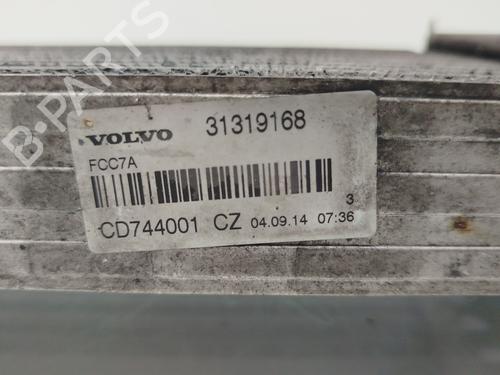 VOLVO 31319168
FCC7A
3
CD744001 CZ 04.09.14 07:36
B-PARTS